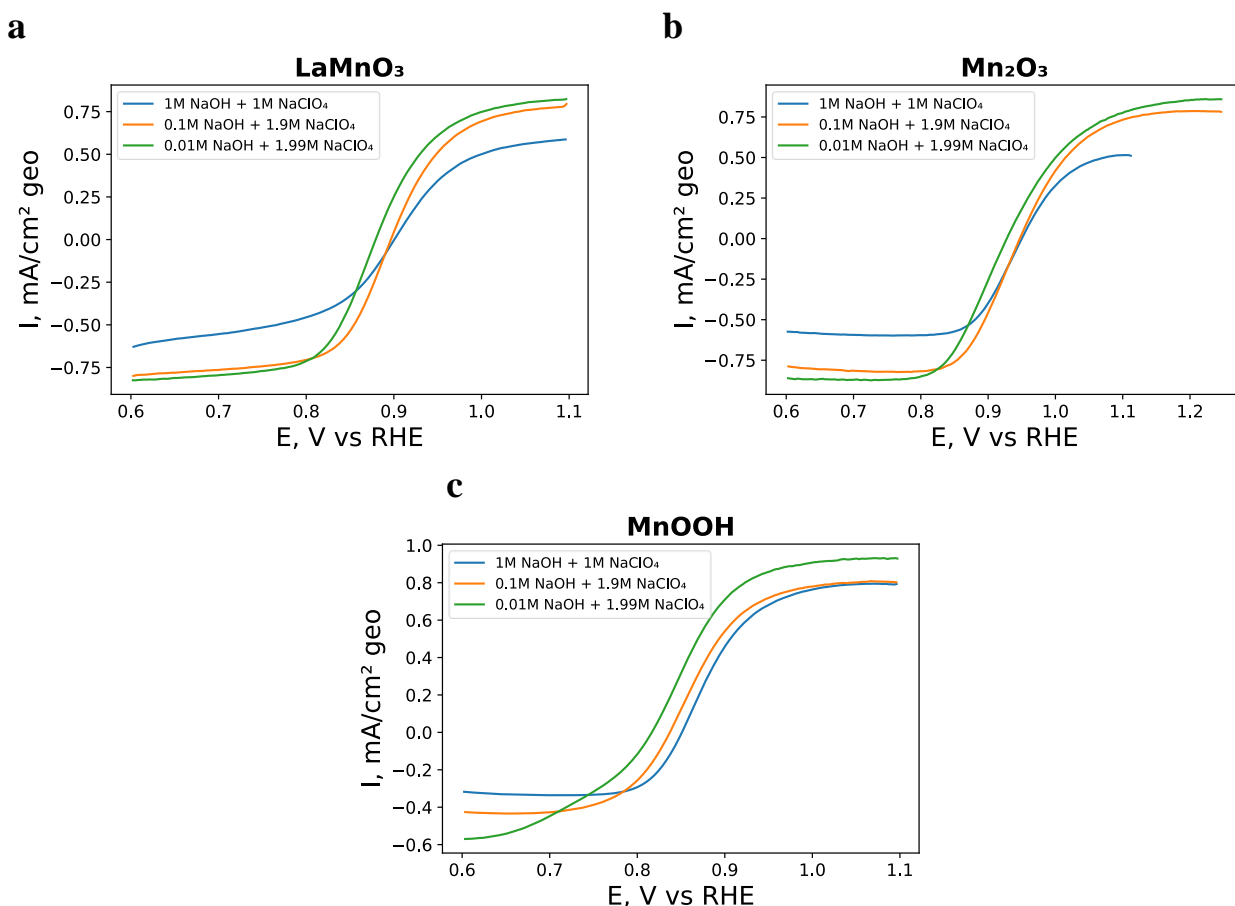 a
LaMnO₃
1M NaOH + 1M NaClO₄
0.1M NaOH + 1.9M NaClO₄
0.01M NaOH + 1.99M NaClO₄
I, mA/cm² geo
0.75
0.50
0.25
0.00
−0.25
−0.50
−0.75
0.6 0.7 0.8 0.9 1.0 1.1
E, V vs RHE
b
Mn₂O₃
1M NaOH + 1M NaClO₄
0.1M NaOH + 1.9M NaClO₄
0.01M NaOH + 1.99M NaClO₄
I, mA/cm² geo
0.75
0.50
0.25
0.00
−0.25
−0.50
−0.75
0.6 0.7 0.8 0.9 1.0 1.1 1.2
E, V vs RHE
c
MnOOH
1M NaOH + 1M NaClO₄
0.1M NaOH + 1.9M NaClO₄
0.01M NaOH + 1.99M NaClO₄
I, mA/cm² geo
1.0
0.8
0.6
0.4
0.2
0.0
−0.2
−0.4
−0.6
0.6 0.7 0.8 0.9 1.0 1.1
E, V vs RHE